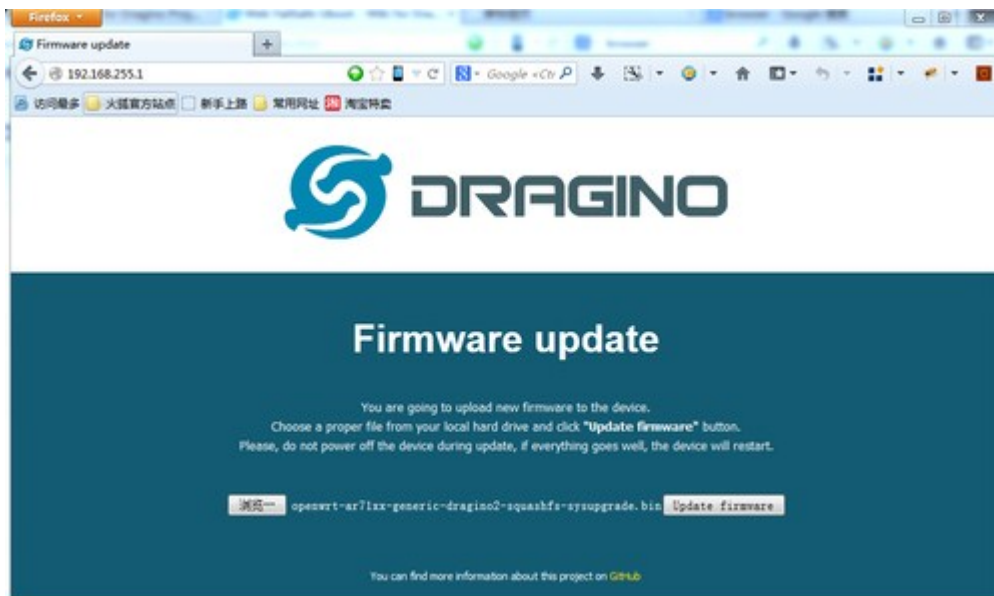 Firefox
Firmware update
192.168.255.1
Google <Ctr
访问最多 火狐官方站点 新手上路 常用网址 淘宝特卖
DRAGINO
Firmware update
You are going to upload new firmware to the device.
Choose a proper file from your local hard drive and click "Update firmware" button.
Please, do not power off the device during update, if everything goes well, the device will restart.
浏览… openwrt-ar71xx-generic-dragino2-squashfs-sysupgrade.bin Update firmware
You can find more information about this project on GitHub